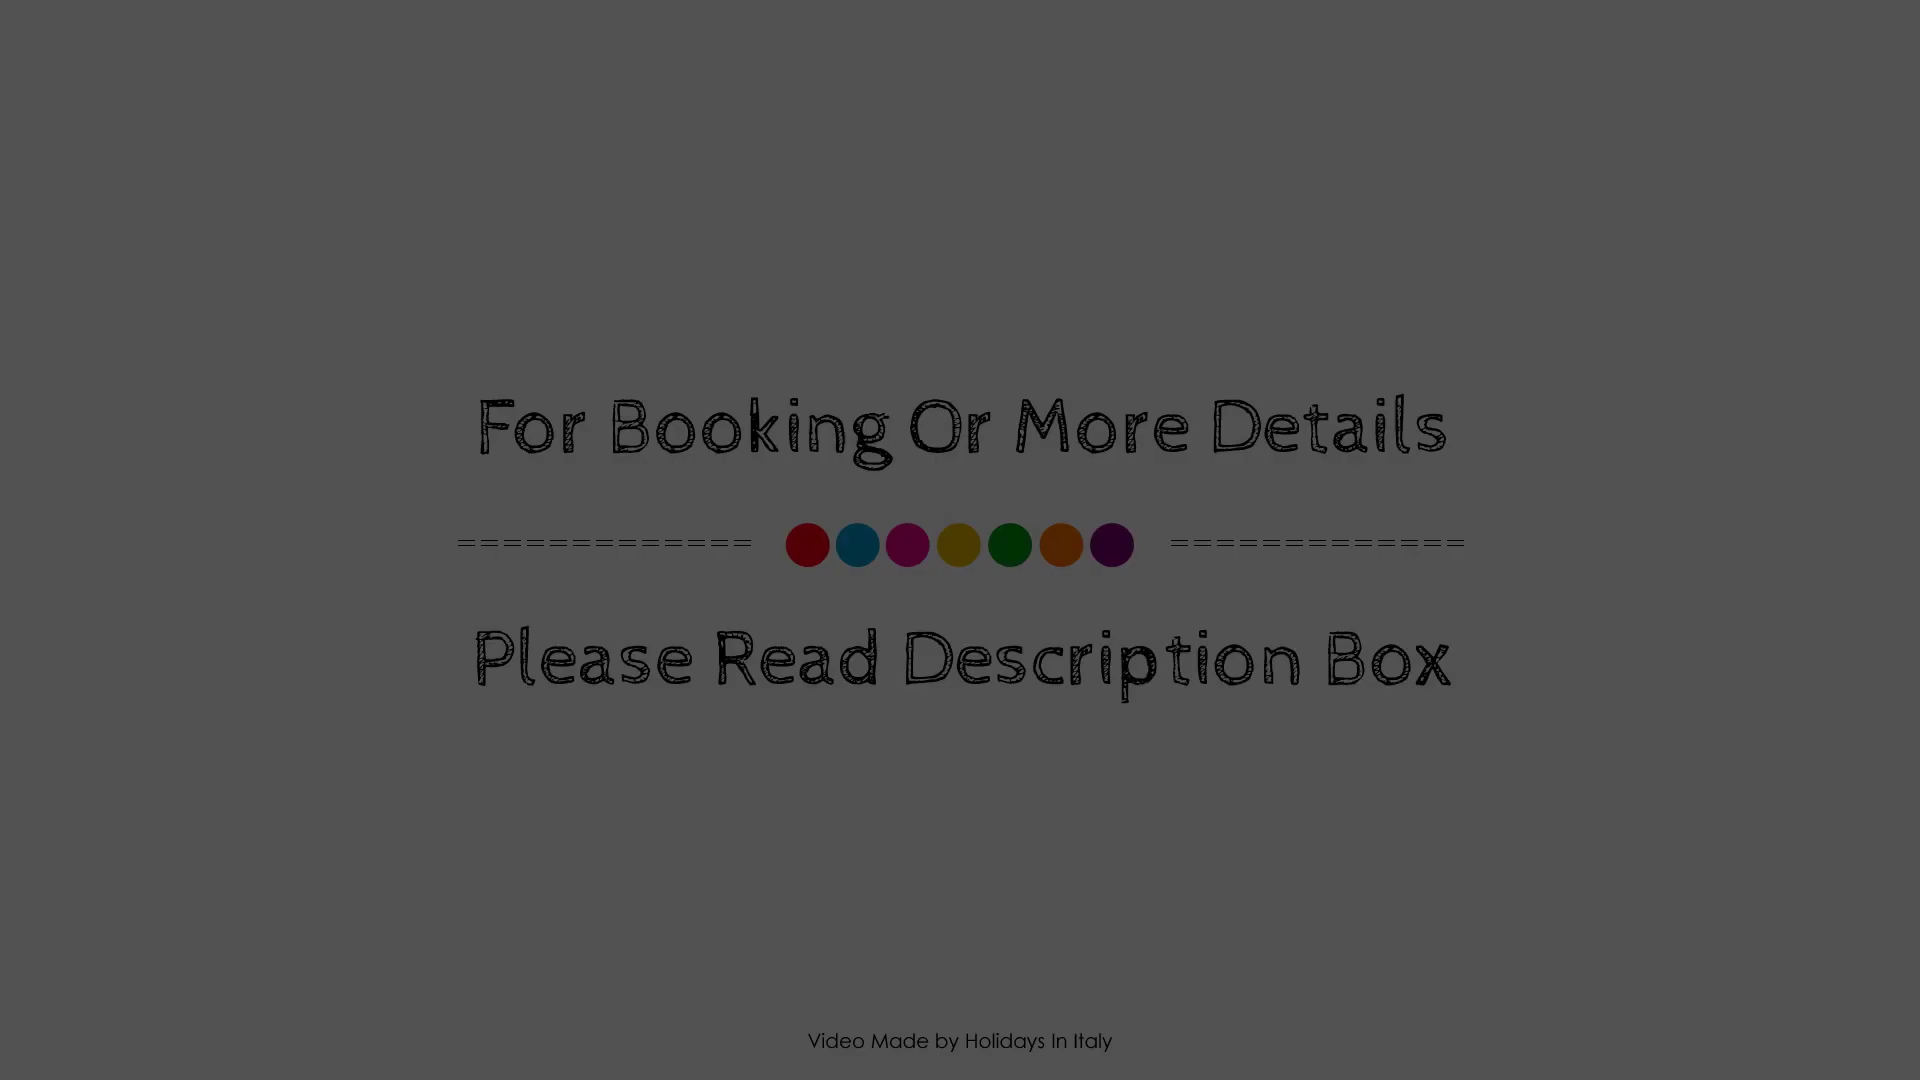 For Booking Or More Details
============= =============
Please Read Description Box
Video Made by Holidays In Italy